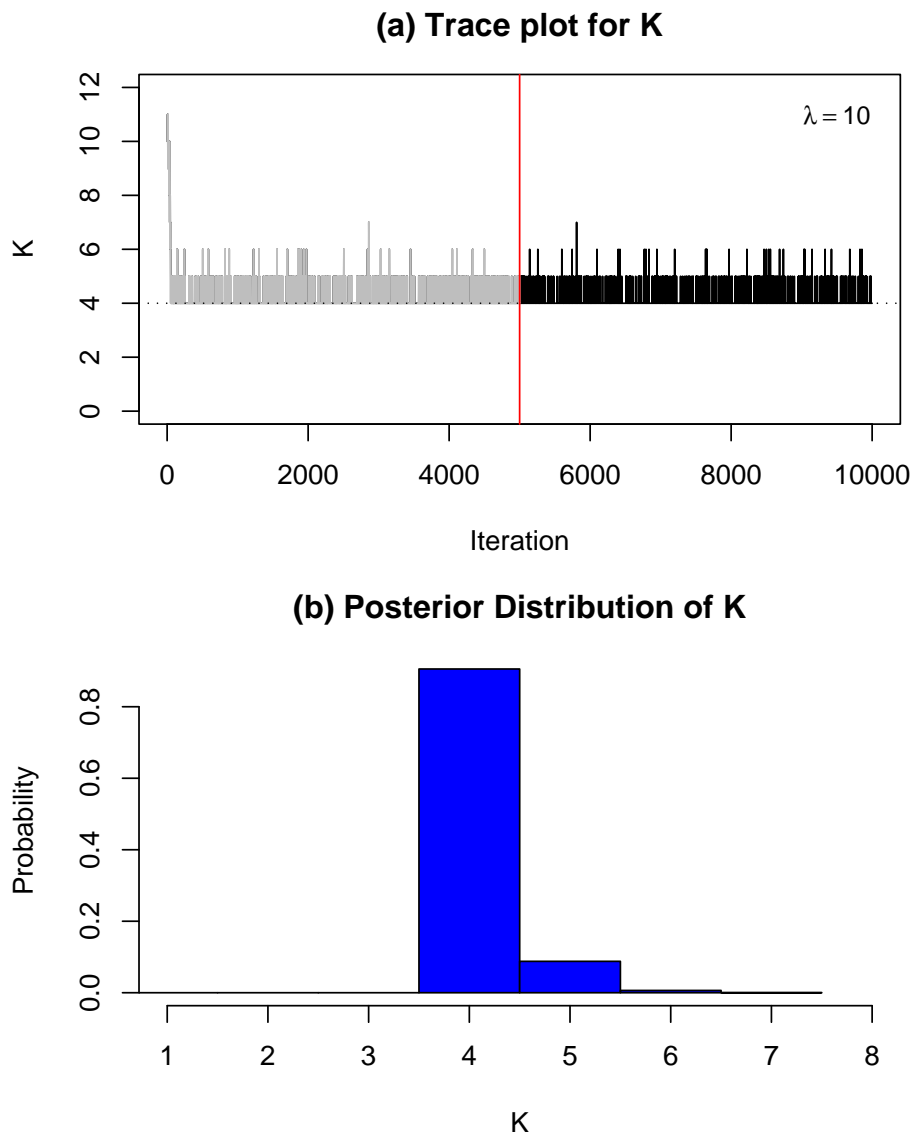 (a) Trace plot for K
12
10
8
6
4
2
0
K
λ = 10
0 2000 4000 6000 8000 10000
Iteration
(b) Posterior Distribution of K
0.8
0.6
0.4
0.2
0.0
Probability
1 2 3 4 5 6 7 8
K